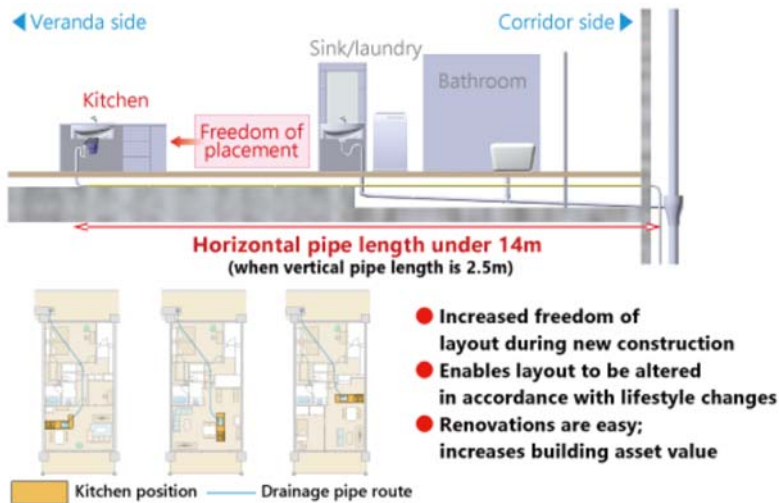 Veranda side
Corridor side
Sink/laundry
Bathroom
Kitchen
Freedom of
placement
Horizontal pipe length under 14m
(when vertical pipe length is 2.5m)
Increased freedom of
layout during new construction
Enables layout to be altered
in accordance with lifestyle changes
Renovations are easy;
increases building asset value
Kitchen position
Drainage pipe route